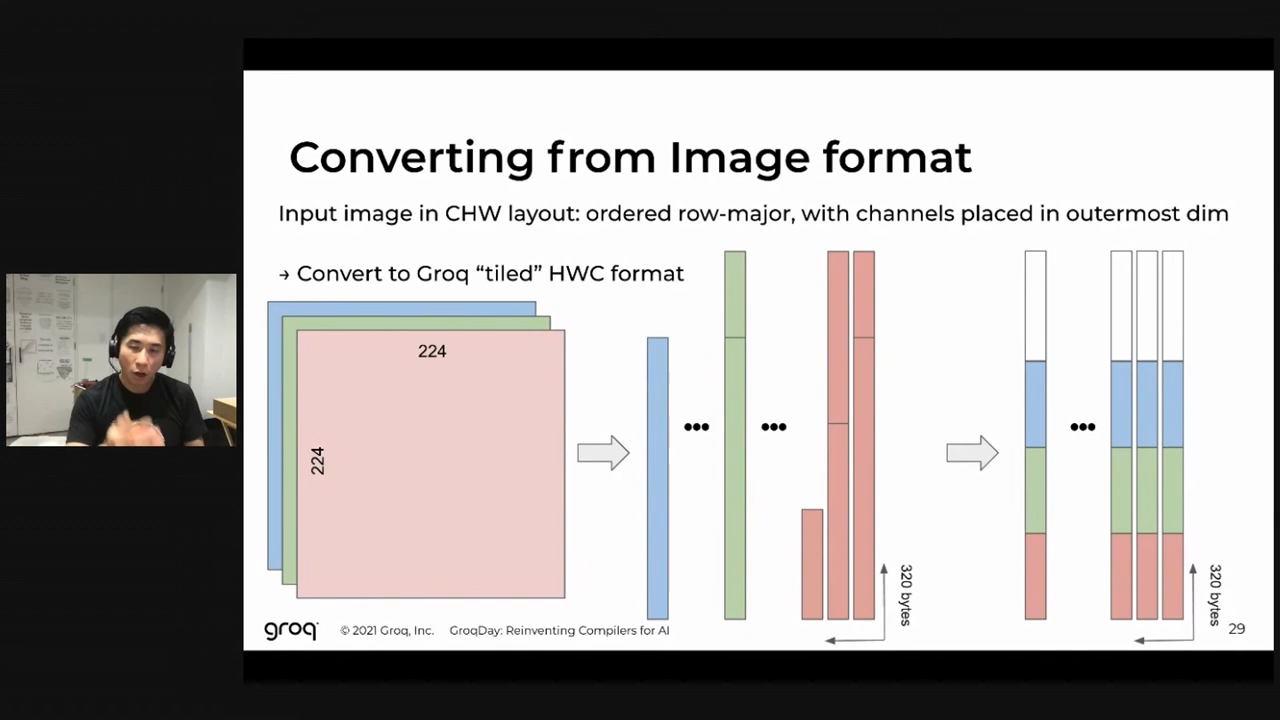 Converting from Image format
Input image in CHW layout: ordered row-major, with channels placed in outermost dim
→ Convert to Groq “tiled” HWC format
224
224
320 bytes
320 bytes
groq
© 2021 Groq, Inc.
GroqDay: Reinventing Compilers for AI
29